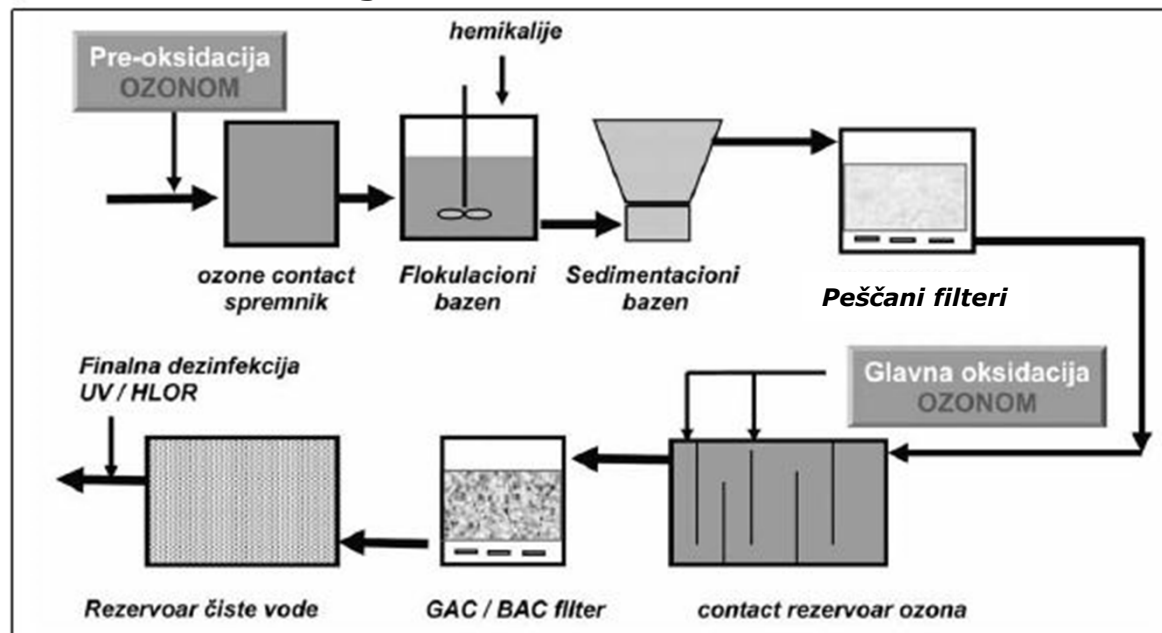 hemikalije
Pre-oksidacija
OZONOM
ozone contact
spremnik
Flokulacioni
bazen
Sedimentacioni
bazen
Peščani filteri
Finalna dezinfekcija
UV / HLOR
Glavna oksidacija
OZONOM
Rezervoar čiste vode
GAC / BAC filter
contact rezervoar ozona